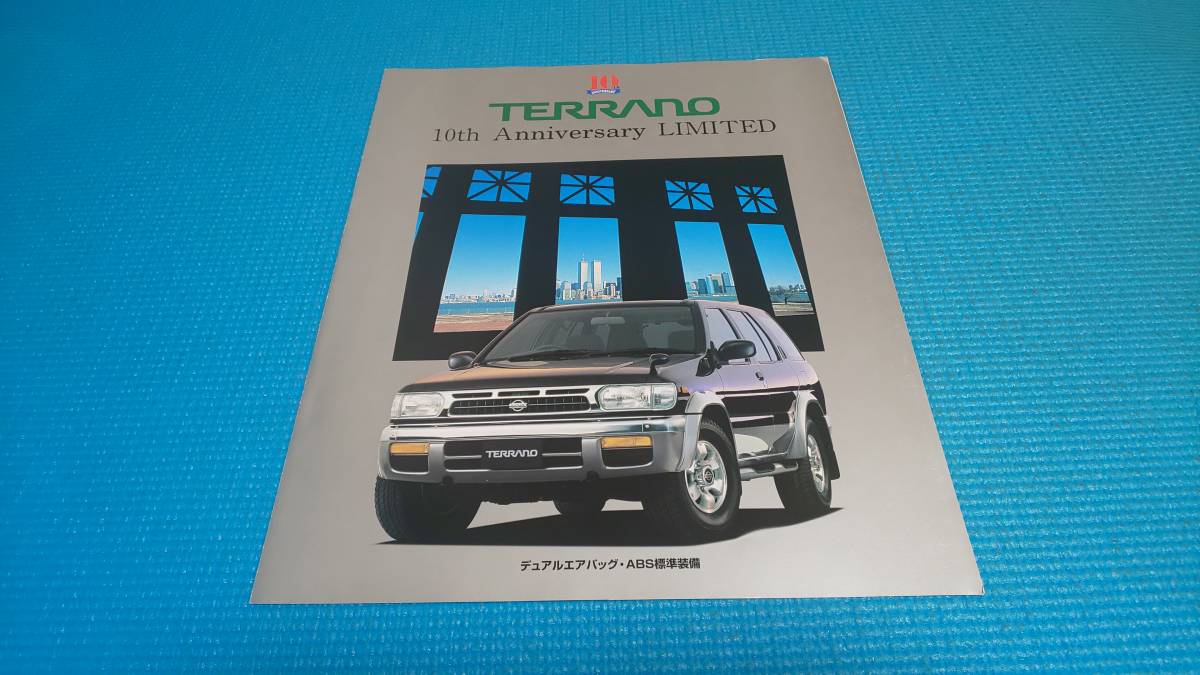 10
TERRANO
10th Anniversary LIMITED
TERRANO
デュアルエアバッグ・ABS標準装備